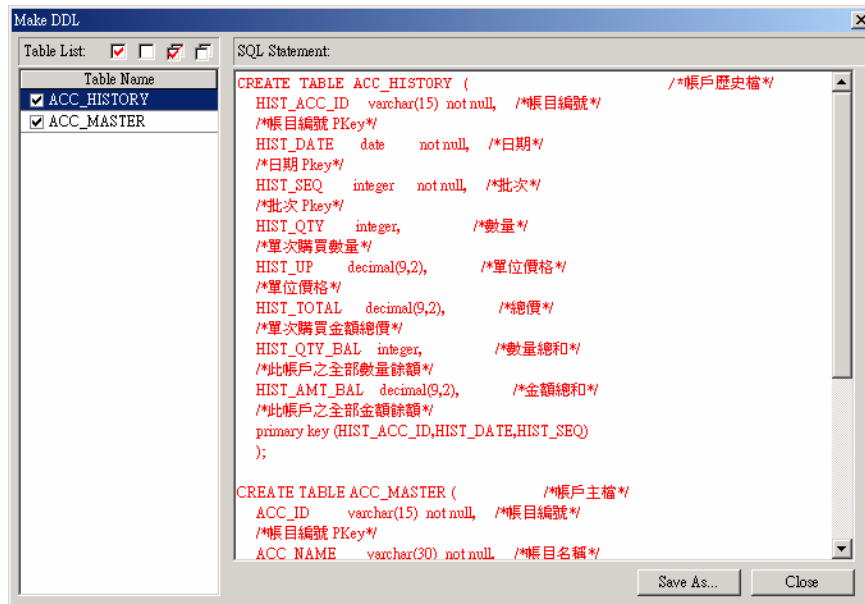 Make DDL
Table List:
SQL Statement:
Table Name
ACC_HISTORY
ACC_MASTER
CREATE TABLE ACC_HISTORY ( /*帳戶歷史檔*/
HIST_ACC_ID varchar(15) not null, /*帳目編號*/
/*帳目編號 PKey*/
HIST_DATE date not null, /*日期*/
/*日期 Pkey*/
HIST_SEQ integer not null, /*批次*/
/*批次 Pkey*/
HIST_QTY integer, /*數量*/
/*單次購買數量*/
HIST_UP decimal(9,2), /*單位價格*/
/*單位價格*/
HIST_TOTAL decimal(9,2), /*總價*/
/*單次購買金額總價*/
HIST_QTY_BAL integer, /*數量總和*/
/*此帳戶之全部數量餘額*/
HIST_AMT_BAL decimal(9,2), /*金額總和*/
/*此帳戶之全部金額餘額*/
primary key (HIST_ACC_ID,HIST_DATE,HIST_SEQ)
);
CREATE TABLE ACC_MASTER ( /*帳戶主檔*/
ACC_ID varchar(15) not null, /*帳目編號*/
/*帳目編號 PKey*/
ACC_NAME varchar(30) not null, /*帳目名稱*/
Save As...
Close